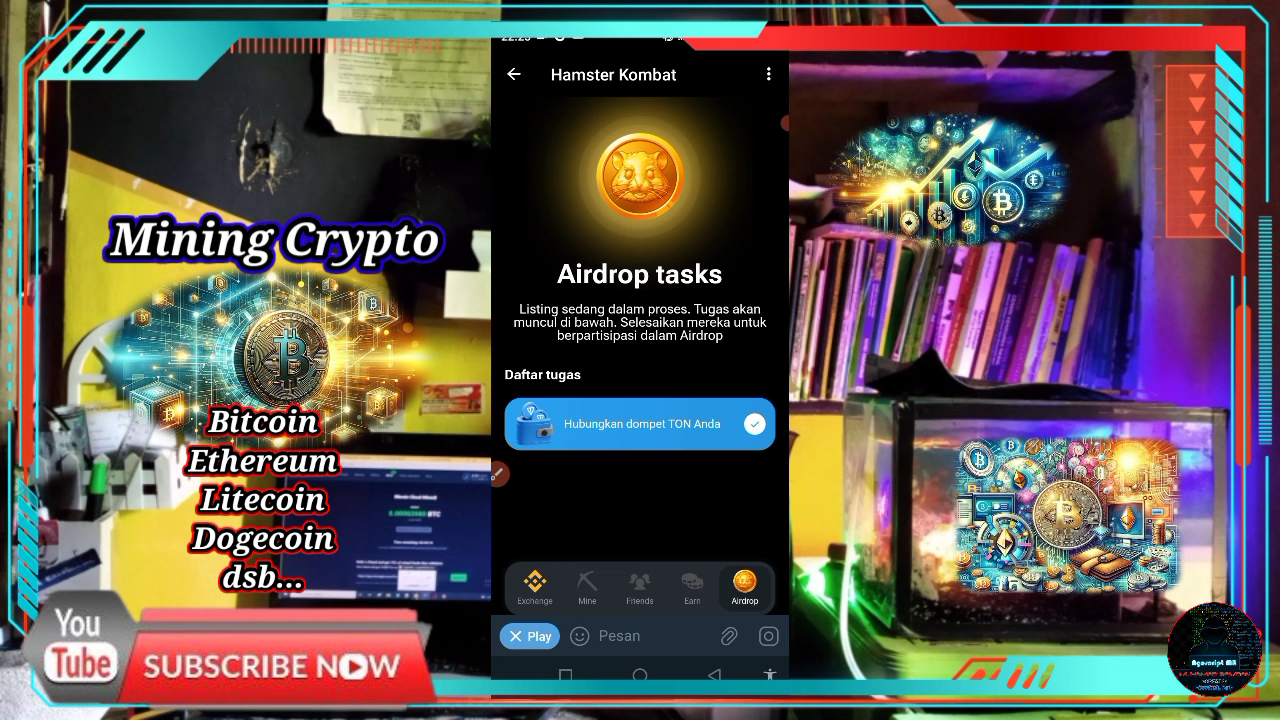 Hamster Kombat
Mining Crypto
Airdrop tasks
Listing sedang dalam proses. Tugas akan
muncul di bawah. Selesaikan mereka untuk
berpartisipasi dalam Airdrop
Daftar tugas
Hubungkan dompet TON Anda
Bitcoin
Ethereum
Litecoin
Dogecoin
dsb...
Exchange
Mine
Friends
Earn
Airdrop
Play
Pesan
You
Tube
SUBSCRIBE NOW